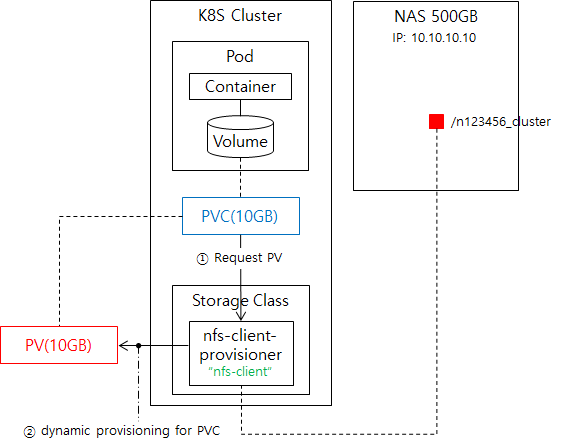 K8S Cluster
Pod
Container
Volume
PVC(10GB)
① Request PV
Storage Class
nfs-client-
provisioner
"nfs-client"
PV(10GB)
② dynamic provisioning for PVC
NAS 500GB
IP: 10.10.10.10
/n123456_cluster